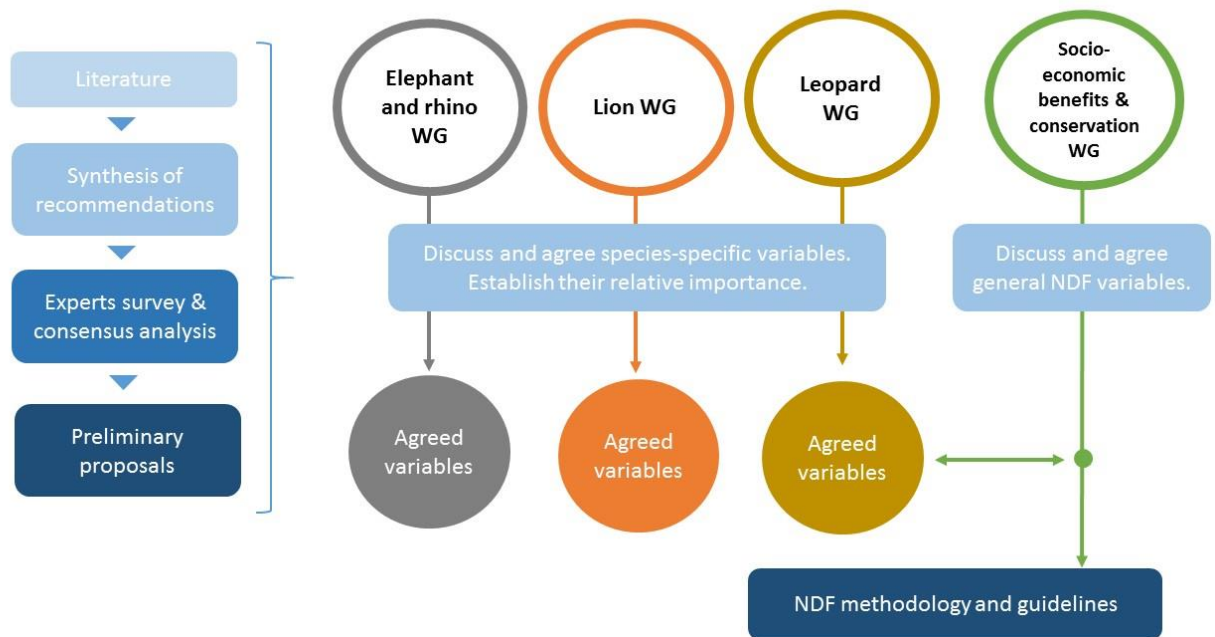 Literature
Synthesis of
recommendations
Experts survey &
consensus analysis
Preliminary
proposals
Elephant
and rhino
WG
Lion WG
Leopard
WG
Socio-
economic
benefits &
conservation
WG
Discuss and agree species-specific variables.
Establish their relative importance.
Discuss and agree
general NDF variables.
Agreed
variables
Agreed
variables
Agreed
variables
NDF methodology and guidelines